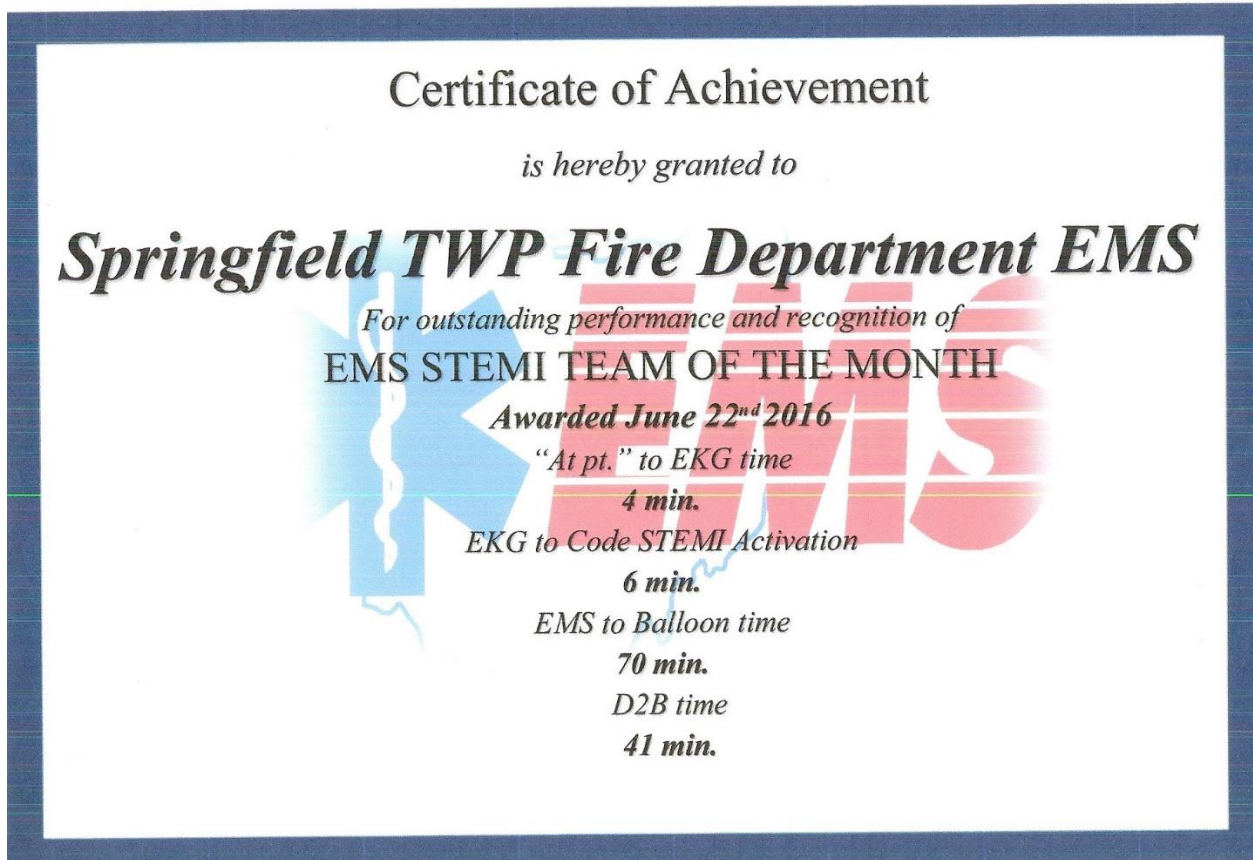 Certificate of Achievement
is hereby granted to
Springfield TWP Fire Department EMS
For outstanding performance and recognition of
EMS STEMI TEAM OF THE MONTH
Awarded June 22nd 2016
“At pt.” to EKG time
4 min.
EKG to Code STEMI Activation
6 min.
EMS to Balloon time
70 min.
D2B time
41 min.
EMS